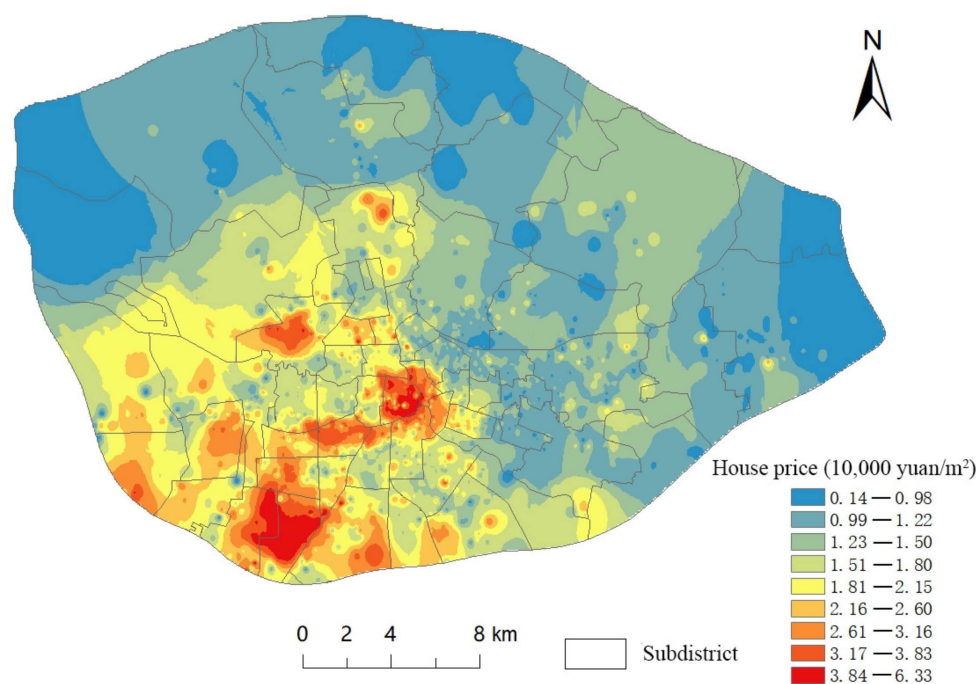 N
House price (10,000 yuan/m²)
0.14—0.98
0.99—1.22
1.23—1.50
1.51—1.80
1.81—2.15
2.16—2.60
2.61—3.16
3.17—3.83
3.84—6.33
0 2 4 8 km
Subdistrict